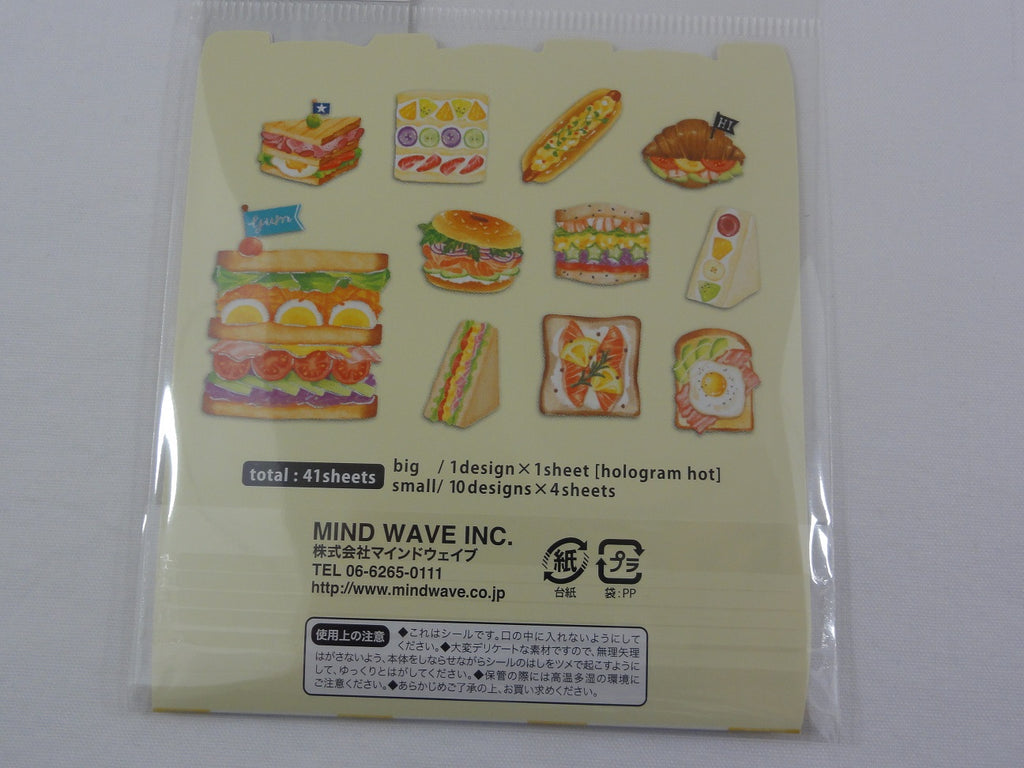 HI
Yum
total : 41sheets
big / 1design×1sheet [hologram hot]
small/ 10designs×4sheets
MIND WAVE INC.
株式会社マインドウェイブ
TEL 06-6265-0111
http://www.mindwave.co.jp
紙
台紙
プラ
袋:PP
使用上の注意 ◆これはシールです。口の中に入れないようにして
ください。◆大変デリケートな素材ですので、無理矢理
はがさないよう、本体をしならせながらシールのはしをツメで起こすように
して、ゆっくりとはがしてください。◆保管の際には高温多湿の環境に
ご注意ください。◆あらかじめご了承の上、お買い求めください。